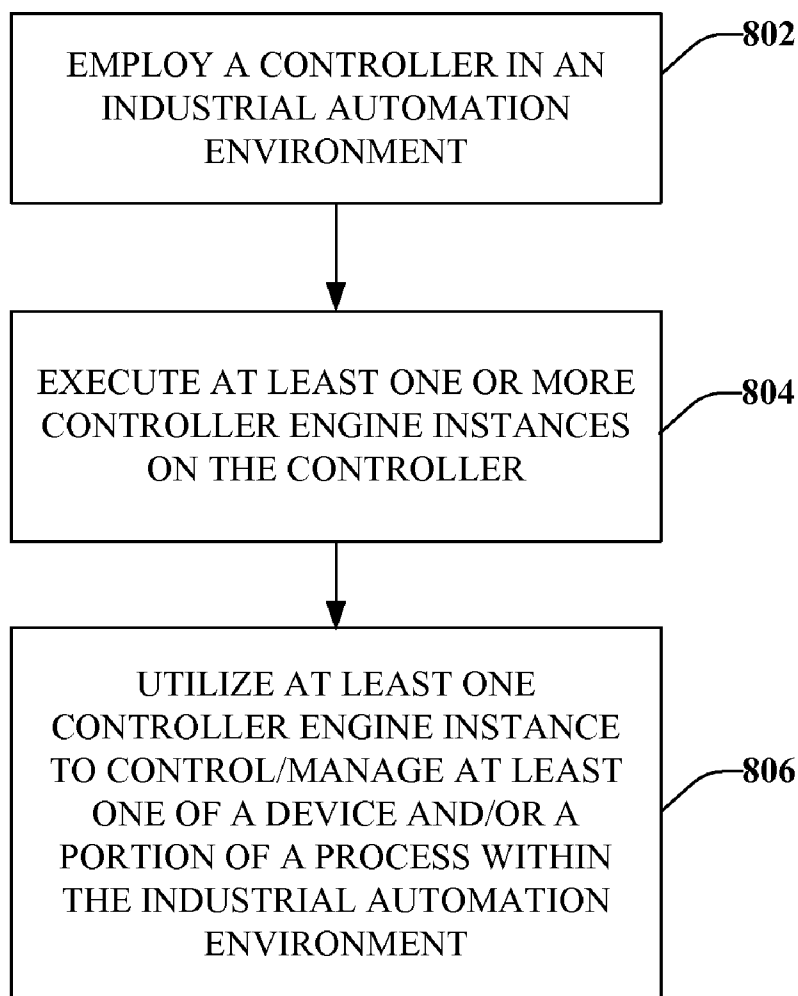 EMPLOY A CONTROLLER IN AN
INDUSTRIAL AUTOMATION
ENVIRONMENT
802
EXECUTE AT LEAST ONE OR MORE
CONTROLLER ENGINE INSTANCES
ON THE CONTROLLER
804
UTILIZE AT LEAST ONE
CONTROLLER ENGINE INSTANCE
TO CONTROL/MANAGE AT LEAST
ONE OF A DEVICE AND/OR A
PORTION OF A PROCESS WITHIN
THE INDUSTRIAL AUTOMATION
ENVIRONMENT
806